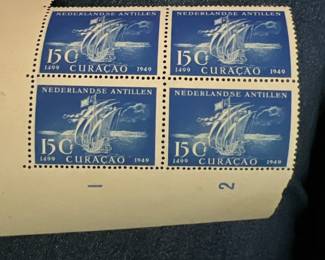 NEDERLANDSE ANTILLEN
15C
1499 CURAÇAO 1949
NEDERLANDSE ANTILLEN
15C
1499 CURAÇAO 1949
NEDERLANDSE ANTILLEN
15C
1499 CURAÇAO 1949
NEDERLANDSE ANTILLEN
15C
1499 CURAÇAO 1949
1 2